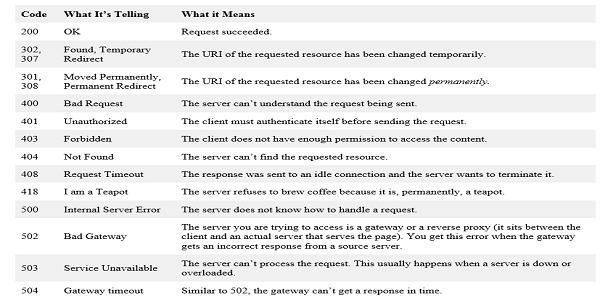 Code What It's Telling What it Means
200 OK Request succeeded.
302, Found, Temporary
307 Redirect The URI of the requested resource has been changed temporarily.
301, Moved Permanently,
308 Permanent Redirect The URI of the requested resource has been changed permanently.
400 Bad Request The server can't understand the request being sent.
401 Unauthorized The client must authenticate itself before sending the request.
403 Forbidden The client does not have enough permission to access the content.
404 Not Found The server can't find the requested resource.
408 Request Timeout The response was sent to an idle connection and the server wants to terminate it.
418 I am a Teapot The server refuses to brew coffee because it is, permanently, a teapot.
500 Internal Server Error The server does not know how to handle a request.
502 Bad Gateway The server you are trying to access is a gateway or a reverse proxy (it sits between the
client and an actual server that serves the page). You get this error when the gateway
gets an incorrect response from a source server.
503 Service Unavailable The server can't process the request. This usually happens when a server is down or
overloaded.
504 Gateway timeout Similar to 502, the gateway can't get a response in time.